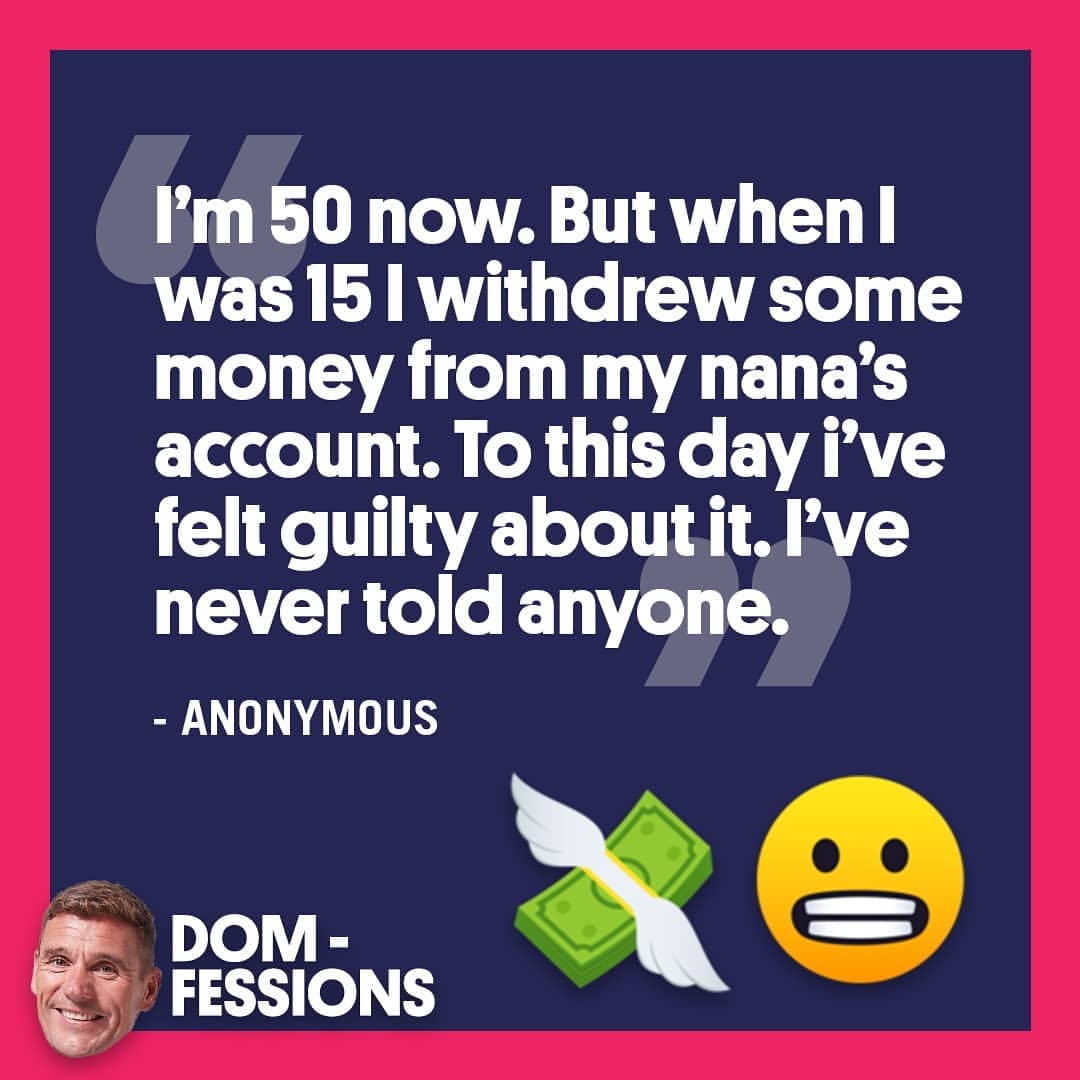 I’m 50 now. But when I
was 15 I withdrew some
money from my nana’s
account. To this day i’ve
felt guilty about it. I’ve
never told anyone.
- ANONYMOUS
DOM -
FESSIONS